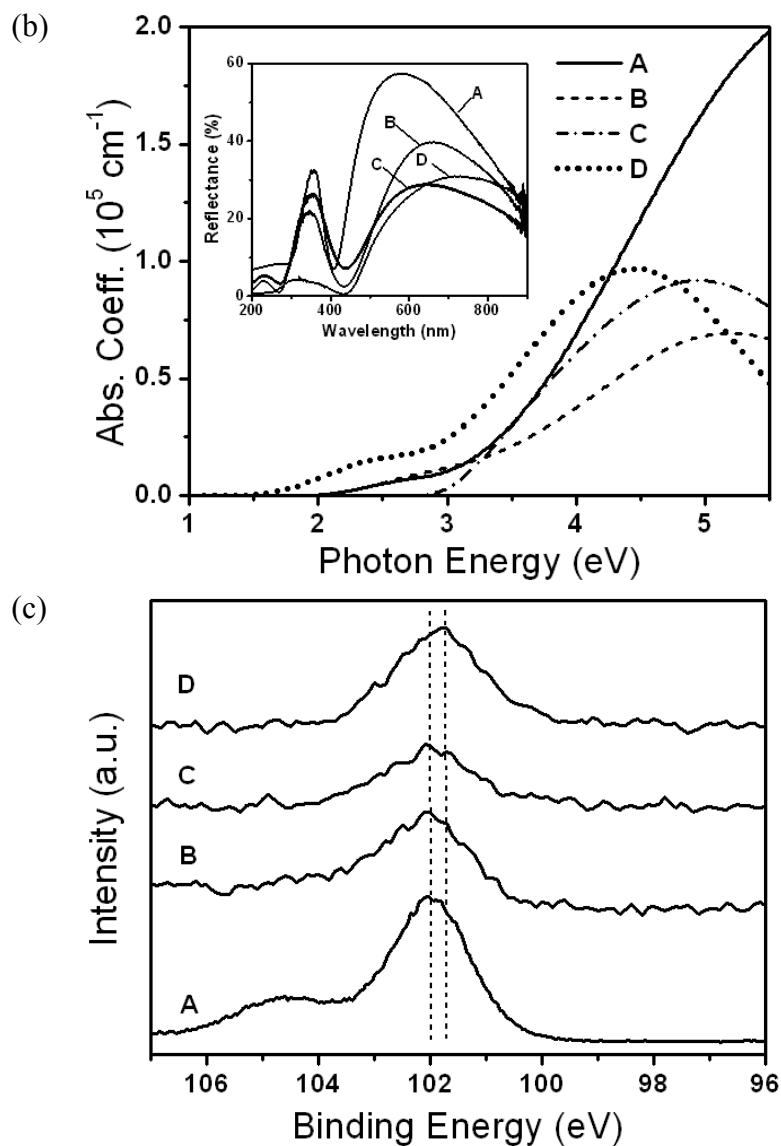 (b)
2.0
1.5
1.0
0.5
0.0
Abs. Coeff. (10⁵ cm⁻¹)
1 2 3 4 5
Photon Energy (eV)
A
B
C
D
60
40
20
0
Reflectance (%)
200 400 600 800
Wavelength (nm)
A
B
D
C
(c)
D
C
B
A
Intensity (a.u.)
106 104 102 100 98 96
Binding Energy (eV)